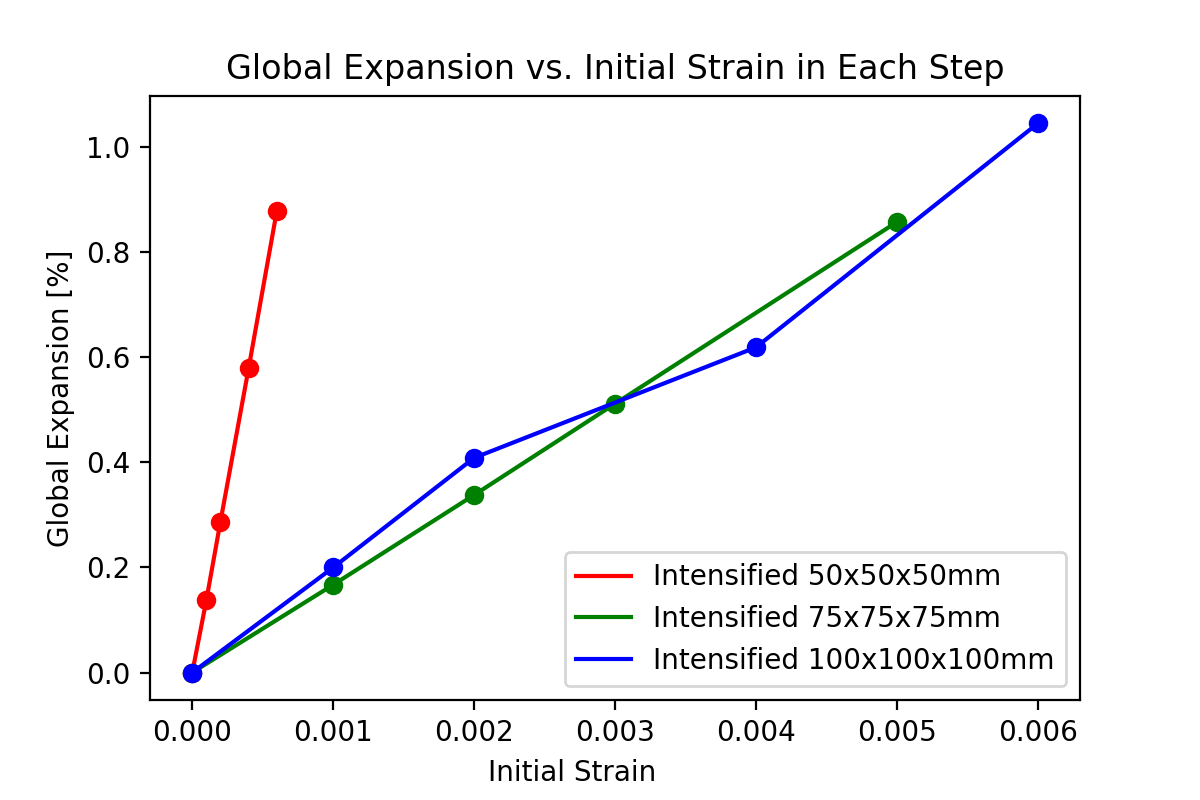 Global Expansion vs. Initial Strain in Each Step
Global Expansion [%]
1.0
0.8
0.6
0.4
0.2
0.0
Intensified 50x50x50mm
Intensified 75x75x75mm
Intensified 100x100x100mm
0.000 0.001 0.002 0.003 0.004 0.005 0.006
Initial Strain